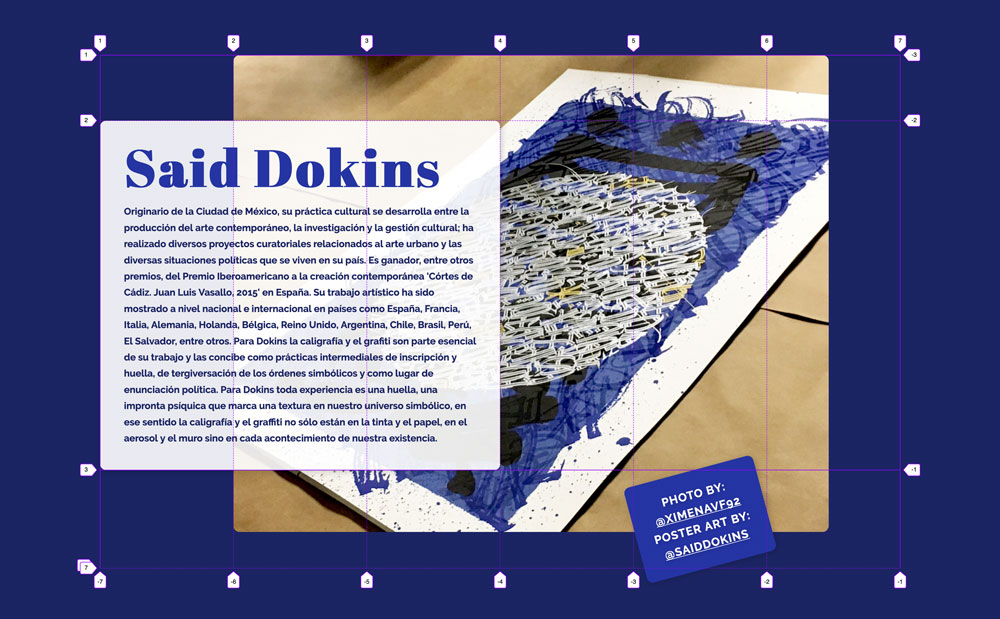 1
2
3
4
5
6
7
1
-3
2
-2
Said Dokins
Originario de la Ciudad de México, su práctica cultural se desarrolla entre la
producción del arte contemporáneo, la investigación y la gestión cultural; ha
realizado diversos proyectos curatoriales relacionados al arte urbano y las
diversas situaciones políticas que se viven en su país. Es ganador, entre otros
premios, del Premio Iberoamericano a la creación contemporánea 'Córtes de
Cádiz. Juan Luis Vasallo, 2015' en España. Su trabajo artístico ha sido
mostrado a nivel nacional e internacional en países como España, Francia,
Italia, Alemania, Holanda, Bélgica, Reino Unido, Argentina, Chile, Brasil, Perú,
El Salvador, entre otros. Para Dokins la caligrafía y el grafiti son parte esencial
de su trabajo y las concibe como prácticas intermediales de inscripción y
huella, de tergiversación de los órdenes simbólicos y como lugar de
enunciación política. Para Dokins toda experiencia es una huella, una
impronta psíquica que marca una textura en nuestro universo simbólico, en
ese sentido la caligrafía y el graffiti no sólo están en la tinta y el papel, en el
aerosol y el muro sino en cada acontecimiento de nuestra existencia.
3
-1
PHOTO BY:
@XIMENAVF92
POSTER ART BY:
@SAIDDOKINS
7
-7
-6
-5
-4
-3
-2
-1